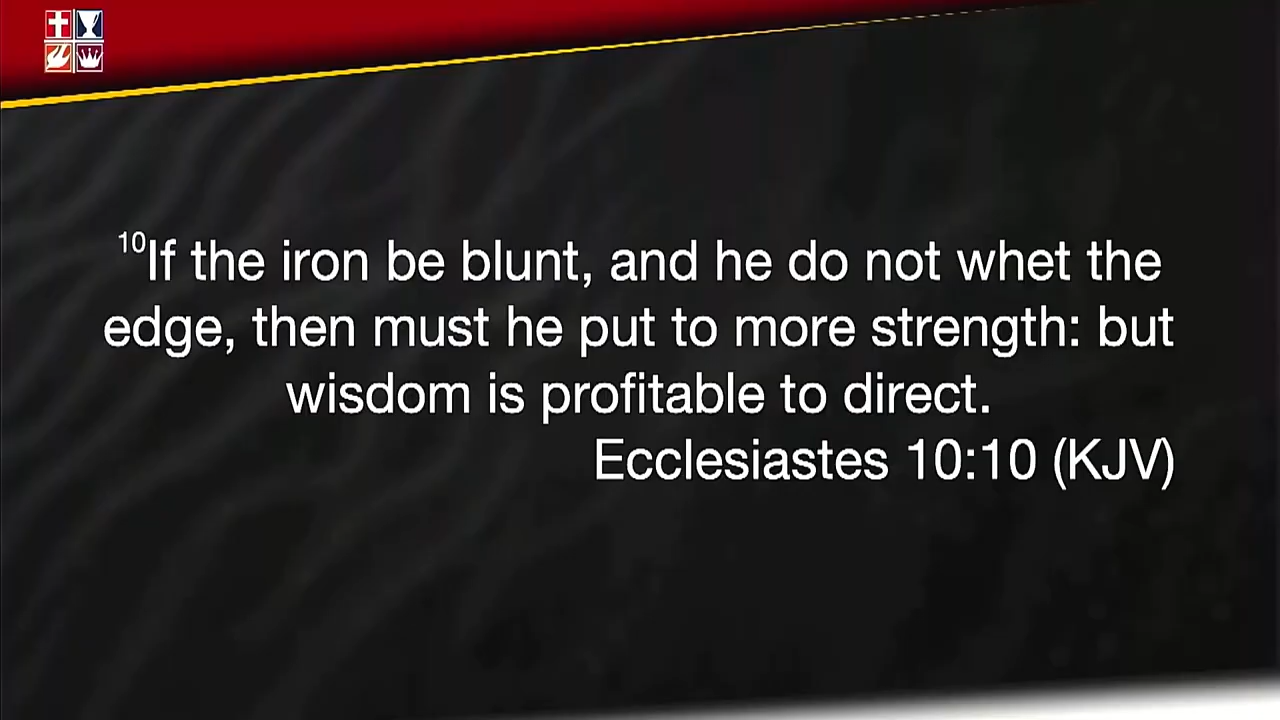 10If the iron be blunt, and he do not whet the
edge, then must he put to more strength: but
wisdom is profitable to direct.
Ecclesiastes 10:10 (KJV)